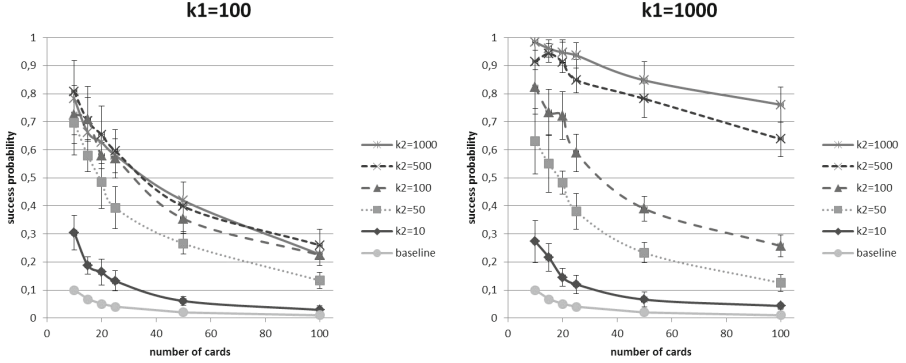 k1=100
1
0,9
0,8
0,7
0,6
0,5
0,4
0,3
0,2
0,1
0
success probability
0 20 40 60 80 100
number of cards
k2=1000
k2=500
k2=100
k2=50
k2=10
baseline
k1=1000
1
0,9
0,8
0,7
0,6
0,5
0,4
0,3
0,2
0,1
0
success probability
0 20 40 60 80 100
number of cards
k2=1000
k2=500
k2=100
k2=50
k2=10
baseline